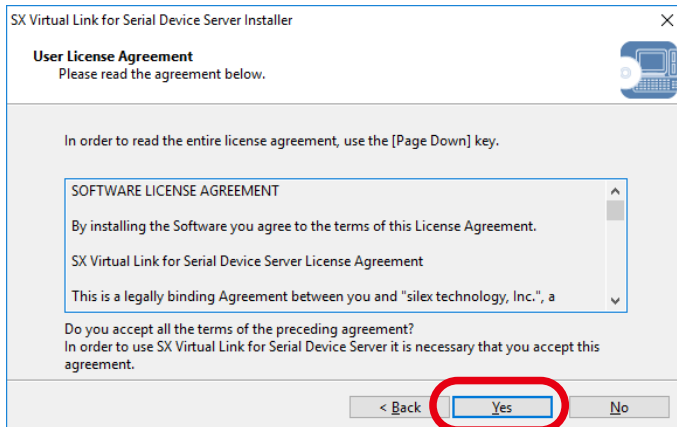 SX Virtual Link for Serial Device Server Installer
User License Agreement
Please read the agreement below.
In order to read the entire license agreement, use the [Page Down] key.
SOFTWARE LICENSE AGREEMENT
By installing the Software you agree to the terms of this License Agreement.
SX Virtual Link for Serial Device Server License Agreement
This is a legally binding Agreement between you and "silex technology, Inc.", a
Do you accept all the terms of the preceding agreement?
In order to use SX Virtual Link for Serial Device Server it is necessary that you accept this
agreement.
< Back Yes No